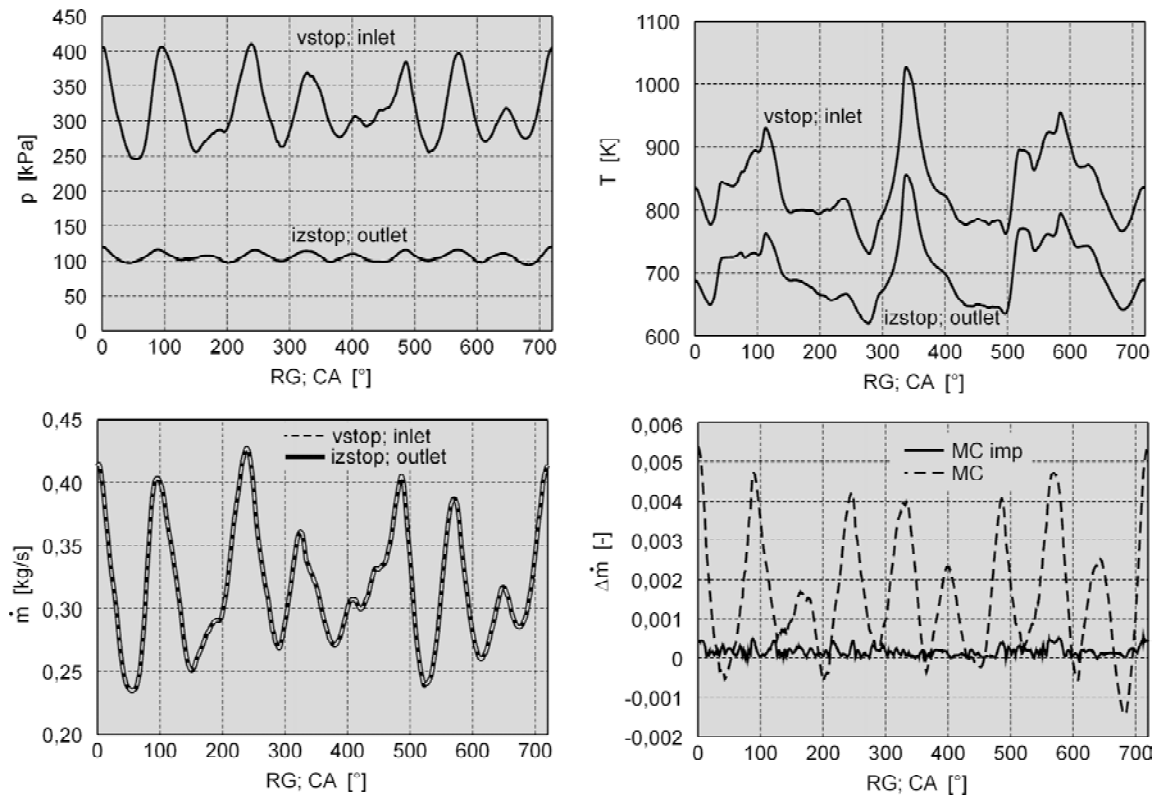 450
400
350
300
250
200
150
100
50
0
p [kPa]
vstop; inlet
izstop; outlet
0 100 200 300 400 500 600 700
RG; CA [°]
1100
1000
900
800
700
600
T [K]
vstop; inlet
izstop; outlet
0 100 200 300 400 500 600 700
RG; CA [°]
0,45
0,40
0,35
0,30
0,25
0,20
ṁ [kg/s]
vstop; inlet
izstop; outlet
0 100 200 300 400 500 600 700
RG; CA [°]
0,006
0,005
0,004
0,003
0,002
0,001
0
-0,001
-0,002
Δṁ [-]
MC imp
MC
0 100 200 300 400 500 600 700
RG; CA [°]